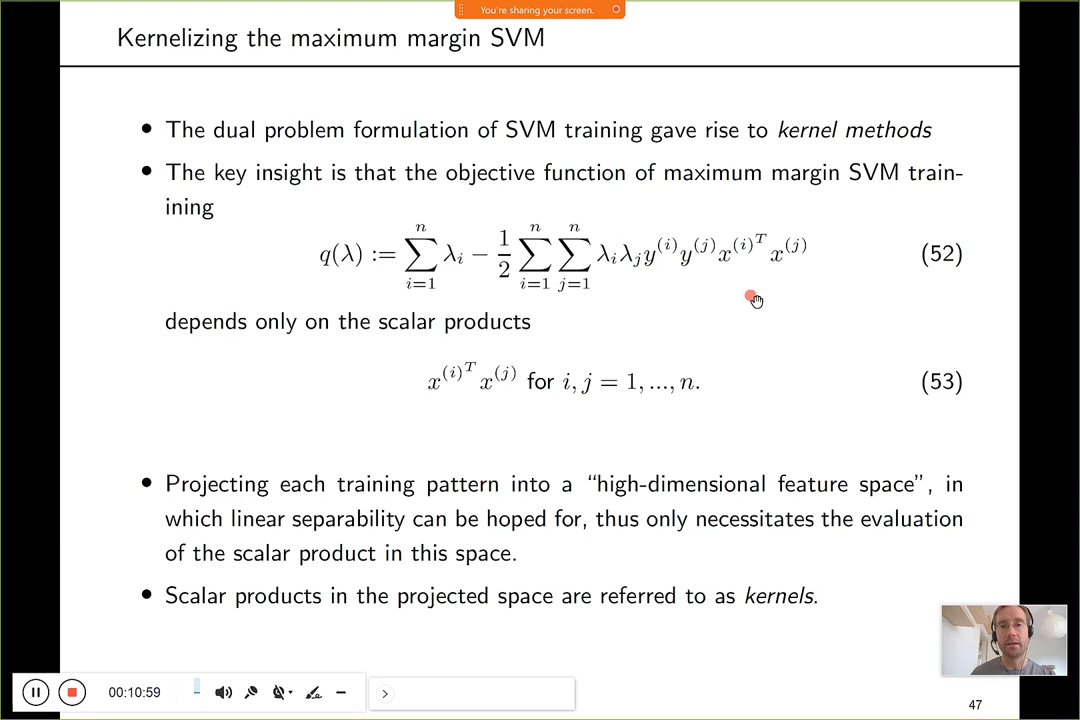 You're sharing your screen.
Kernelizing the maximum margin SVM
• The dual problem formulation of SVM training gave rise to kernel methods
• The key insight is that the objective function of maximum margin SVM train-
ining
q(λ) := \sum_{i=1}^{n} λ_i − \frac{1}{2} \sum_{i=1}^{n} \sum_{j=1}^{n} λ_i λ_j y^{(i)} y^{(j)} x^{(i)^T} x^{(j)} (52)
depends only on the scalar products
x^{(i)^T} x^{(j)} for i, j = 1, ..., n. (53)
• Projecting each training pattern into a “high-dimensional feature space”, in
which linear separability can be hoped for, thus only necessitates the evaluation
of the scalar product in this space.
• Scalar products in the projected space are referred to as kernels.
00:10:59
47